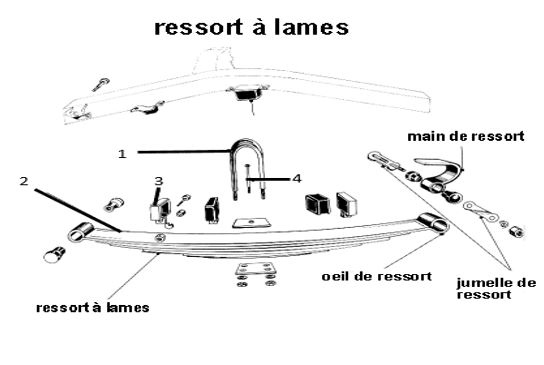 ressort à lames
main de ressort
1
4
2
3
oeil de ressort
jumelle de
ressort
ressort à lames